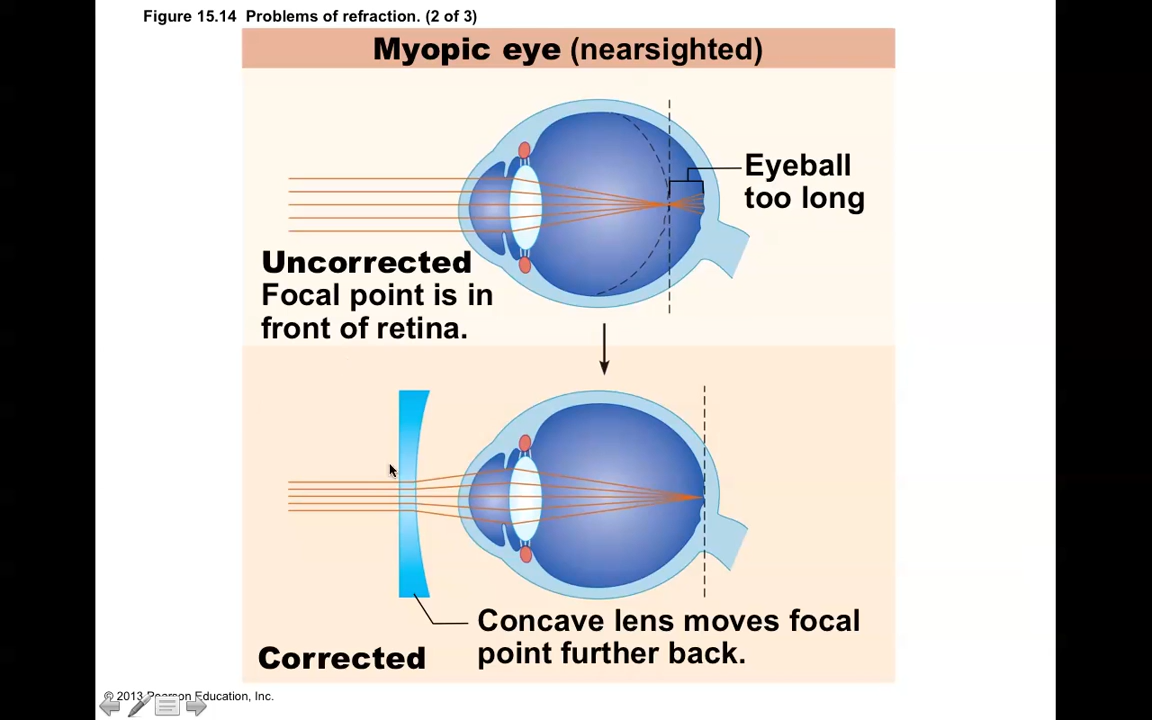 Figure 15.14 Problems of refraction. (2 of 3)
Myopic eye (nearsighted)
Eyeball
too long
Uncorrected
Focal point is in
front of retina.
Concave lens moves focal
point further back.
Corrected
© 2013 Pearson Education, Inc.